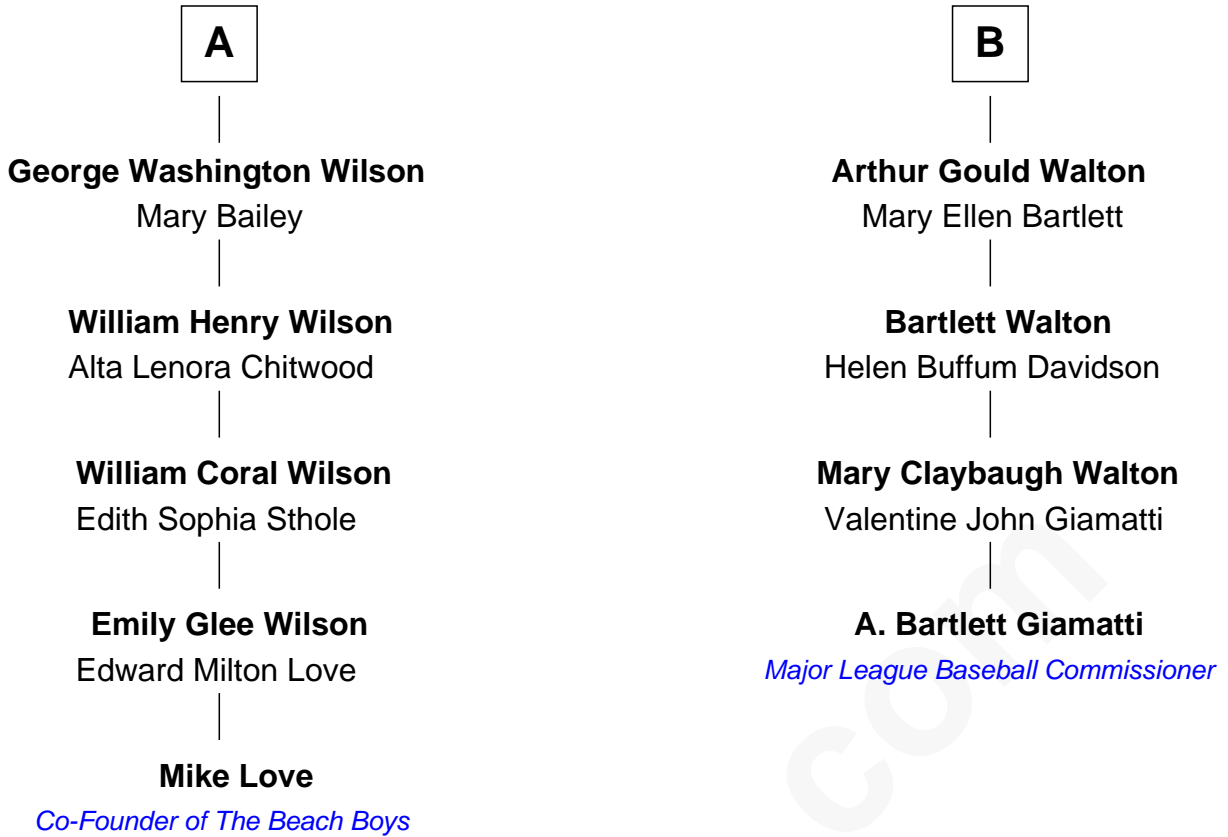 A
George Washington Wilson
Mary Bailey
William Henry Wilson
Alta Lenora Chitwood
William Coral Wilson
Edith Sophia Sthole
Emily Glee Wilson
Edward Milton Love
Mike Love
Co-Founder of The Beach Boys
B
Arthur Gould Walton
Mary Ellen Bartlett
Bartlett Walton
Helen Buffum Davidson
Mary Claybaugh Walton
Valentine John Giamatti
A. Bartlett Giamatti
Major League Baseball Commissioner
com